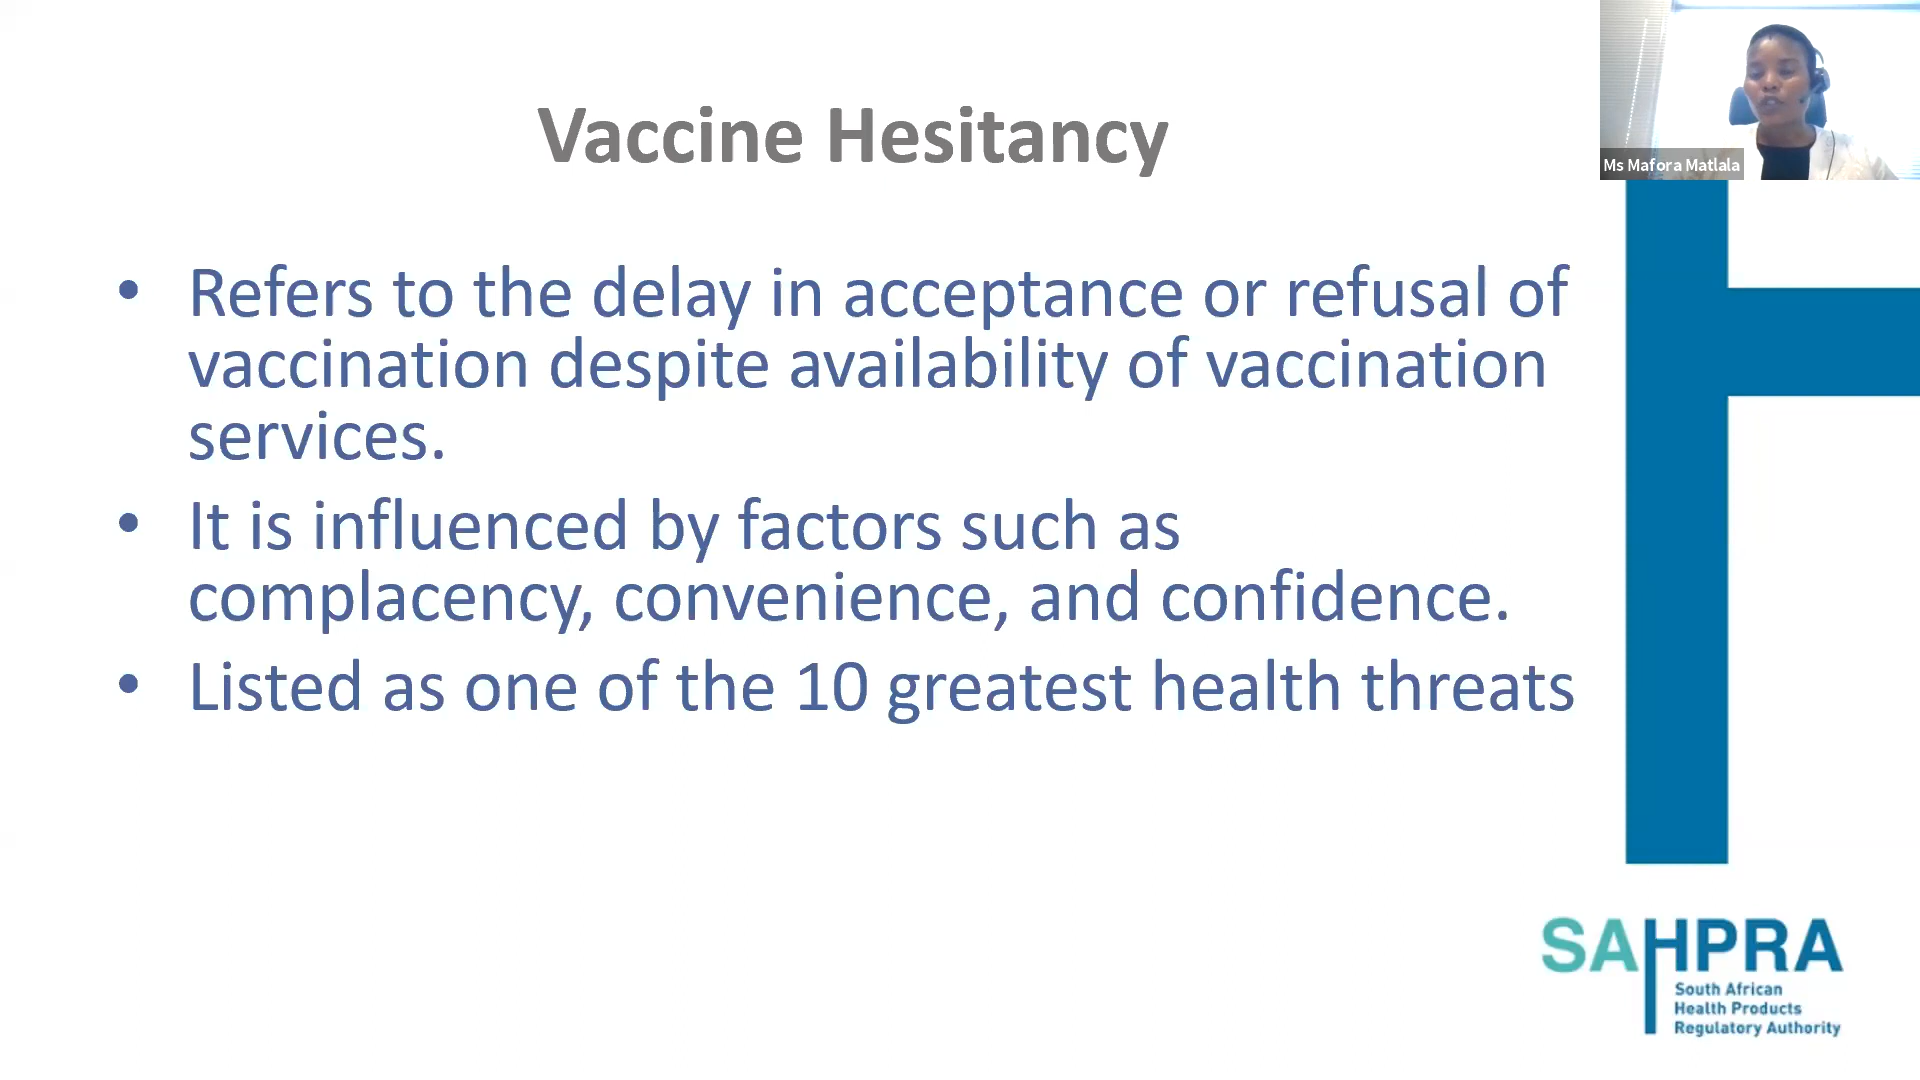 Vaccine Hesitancy
Ms Mafora Matlala
• Refers to the delay in acceptance or refusal of
vaccination despite availability of vaccination
services.
• It is influenced by factors such as
complacency, convenience, and confidence.
• Listed as one of the 10 greatest health threats
SAHPRA
South African
Health Products
Regulatory Authority